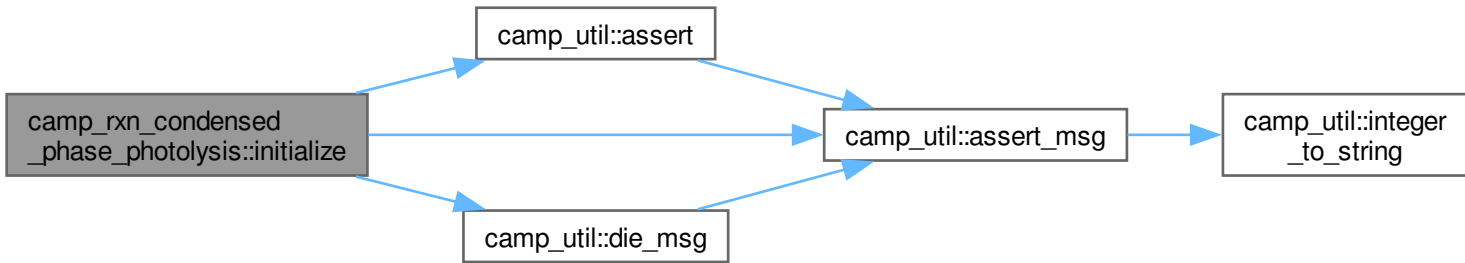 camp_util::assert
camp_rxn_condensed
_phase_photolysis::initialize
camp_util::assert_msg
camp_util::integer
_to_string
camp_util::die_msg